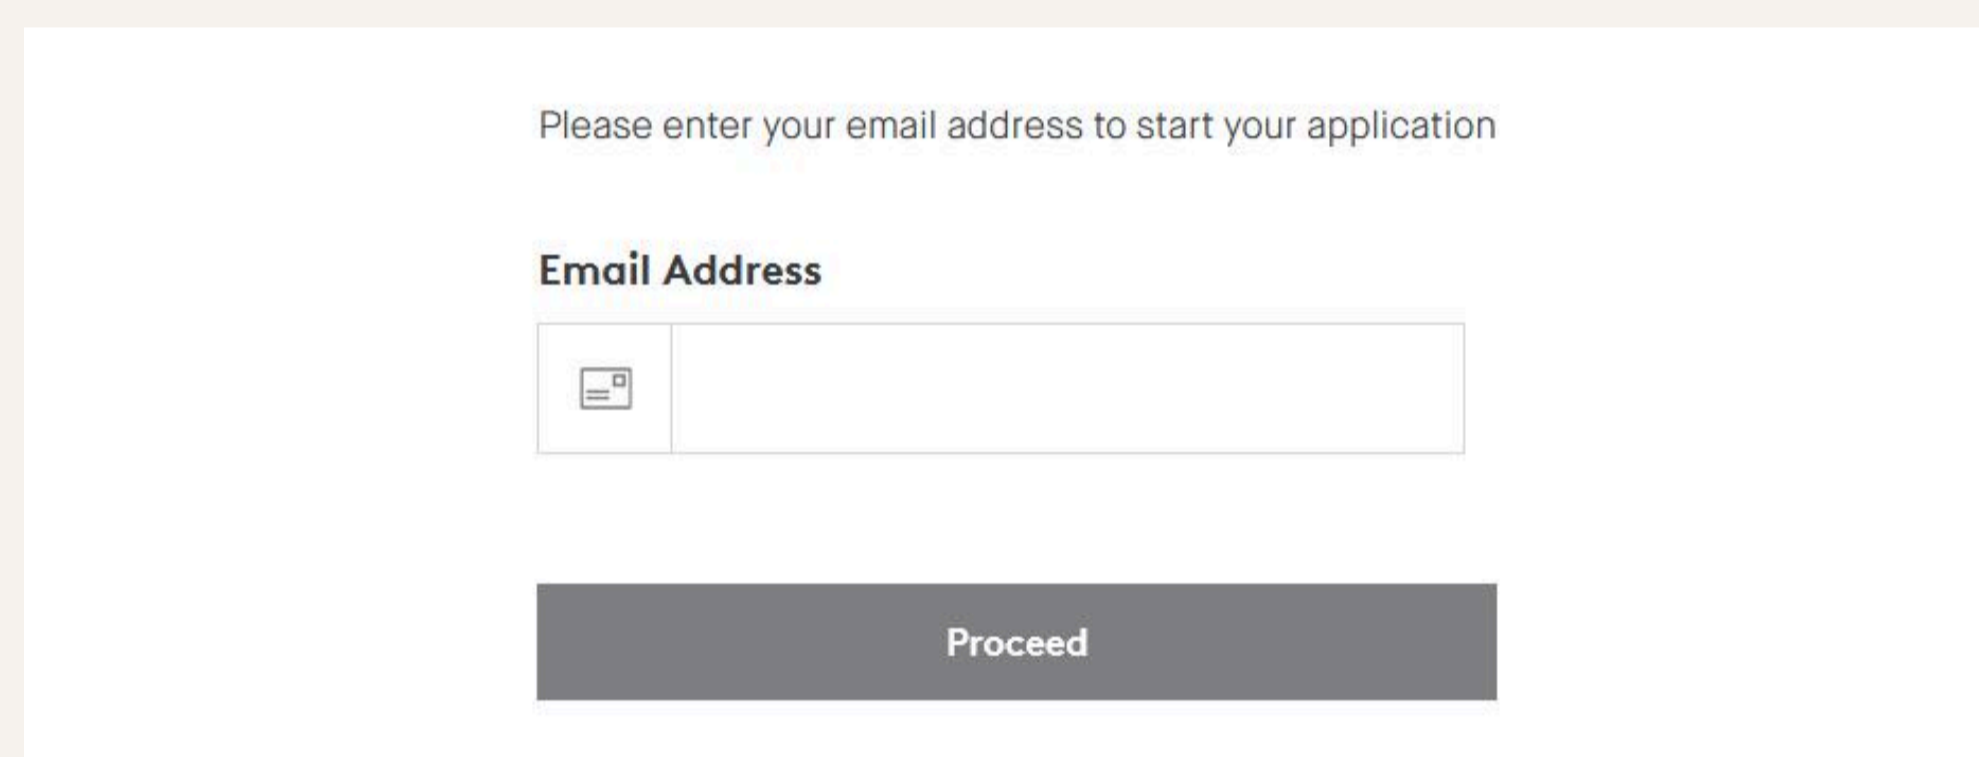 Please enter your email address to start your application
Email Address
Proceed